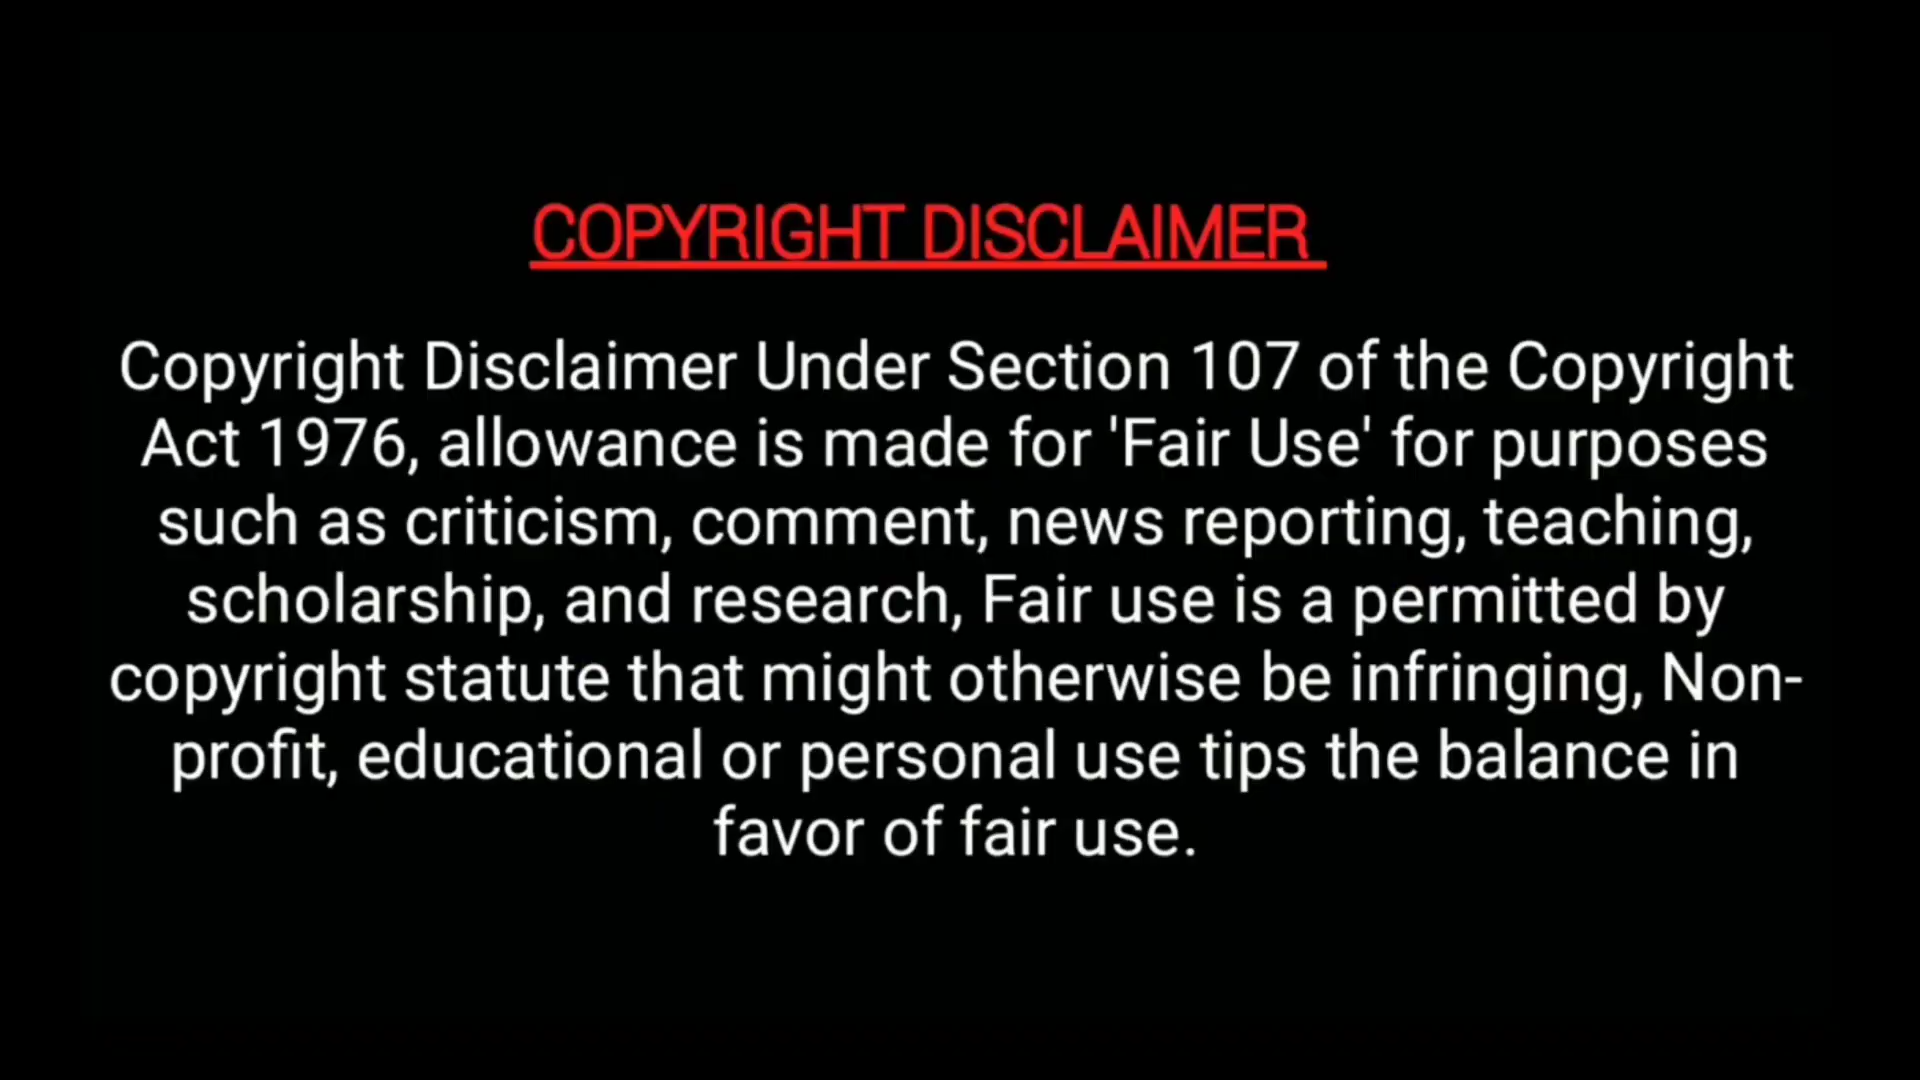 COPYRIGHT DISCLAIMER
Copyright Disclaimer Under Section 107 of the Copyright
Act 1976, allowance is made for 'Fair Use' for purposes
such as criticism, comment, news reporting, teaching,
scholarship, and research, Fair use is a permitted by
copyright statute that might otherwise be infringing, Non-
profit, educational or personal use tips the balance in
favor of fair use.